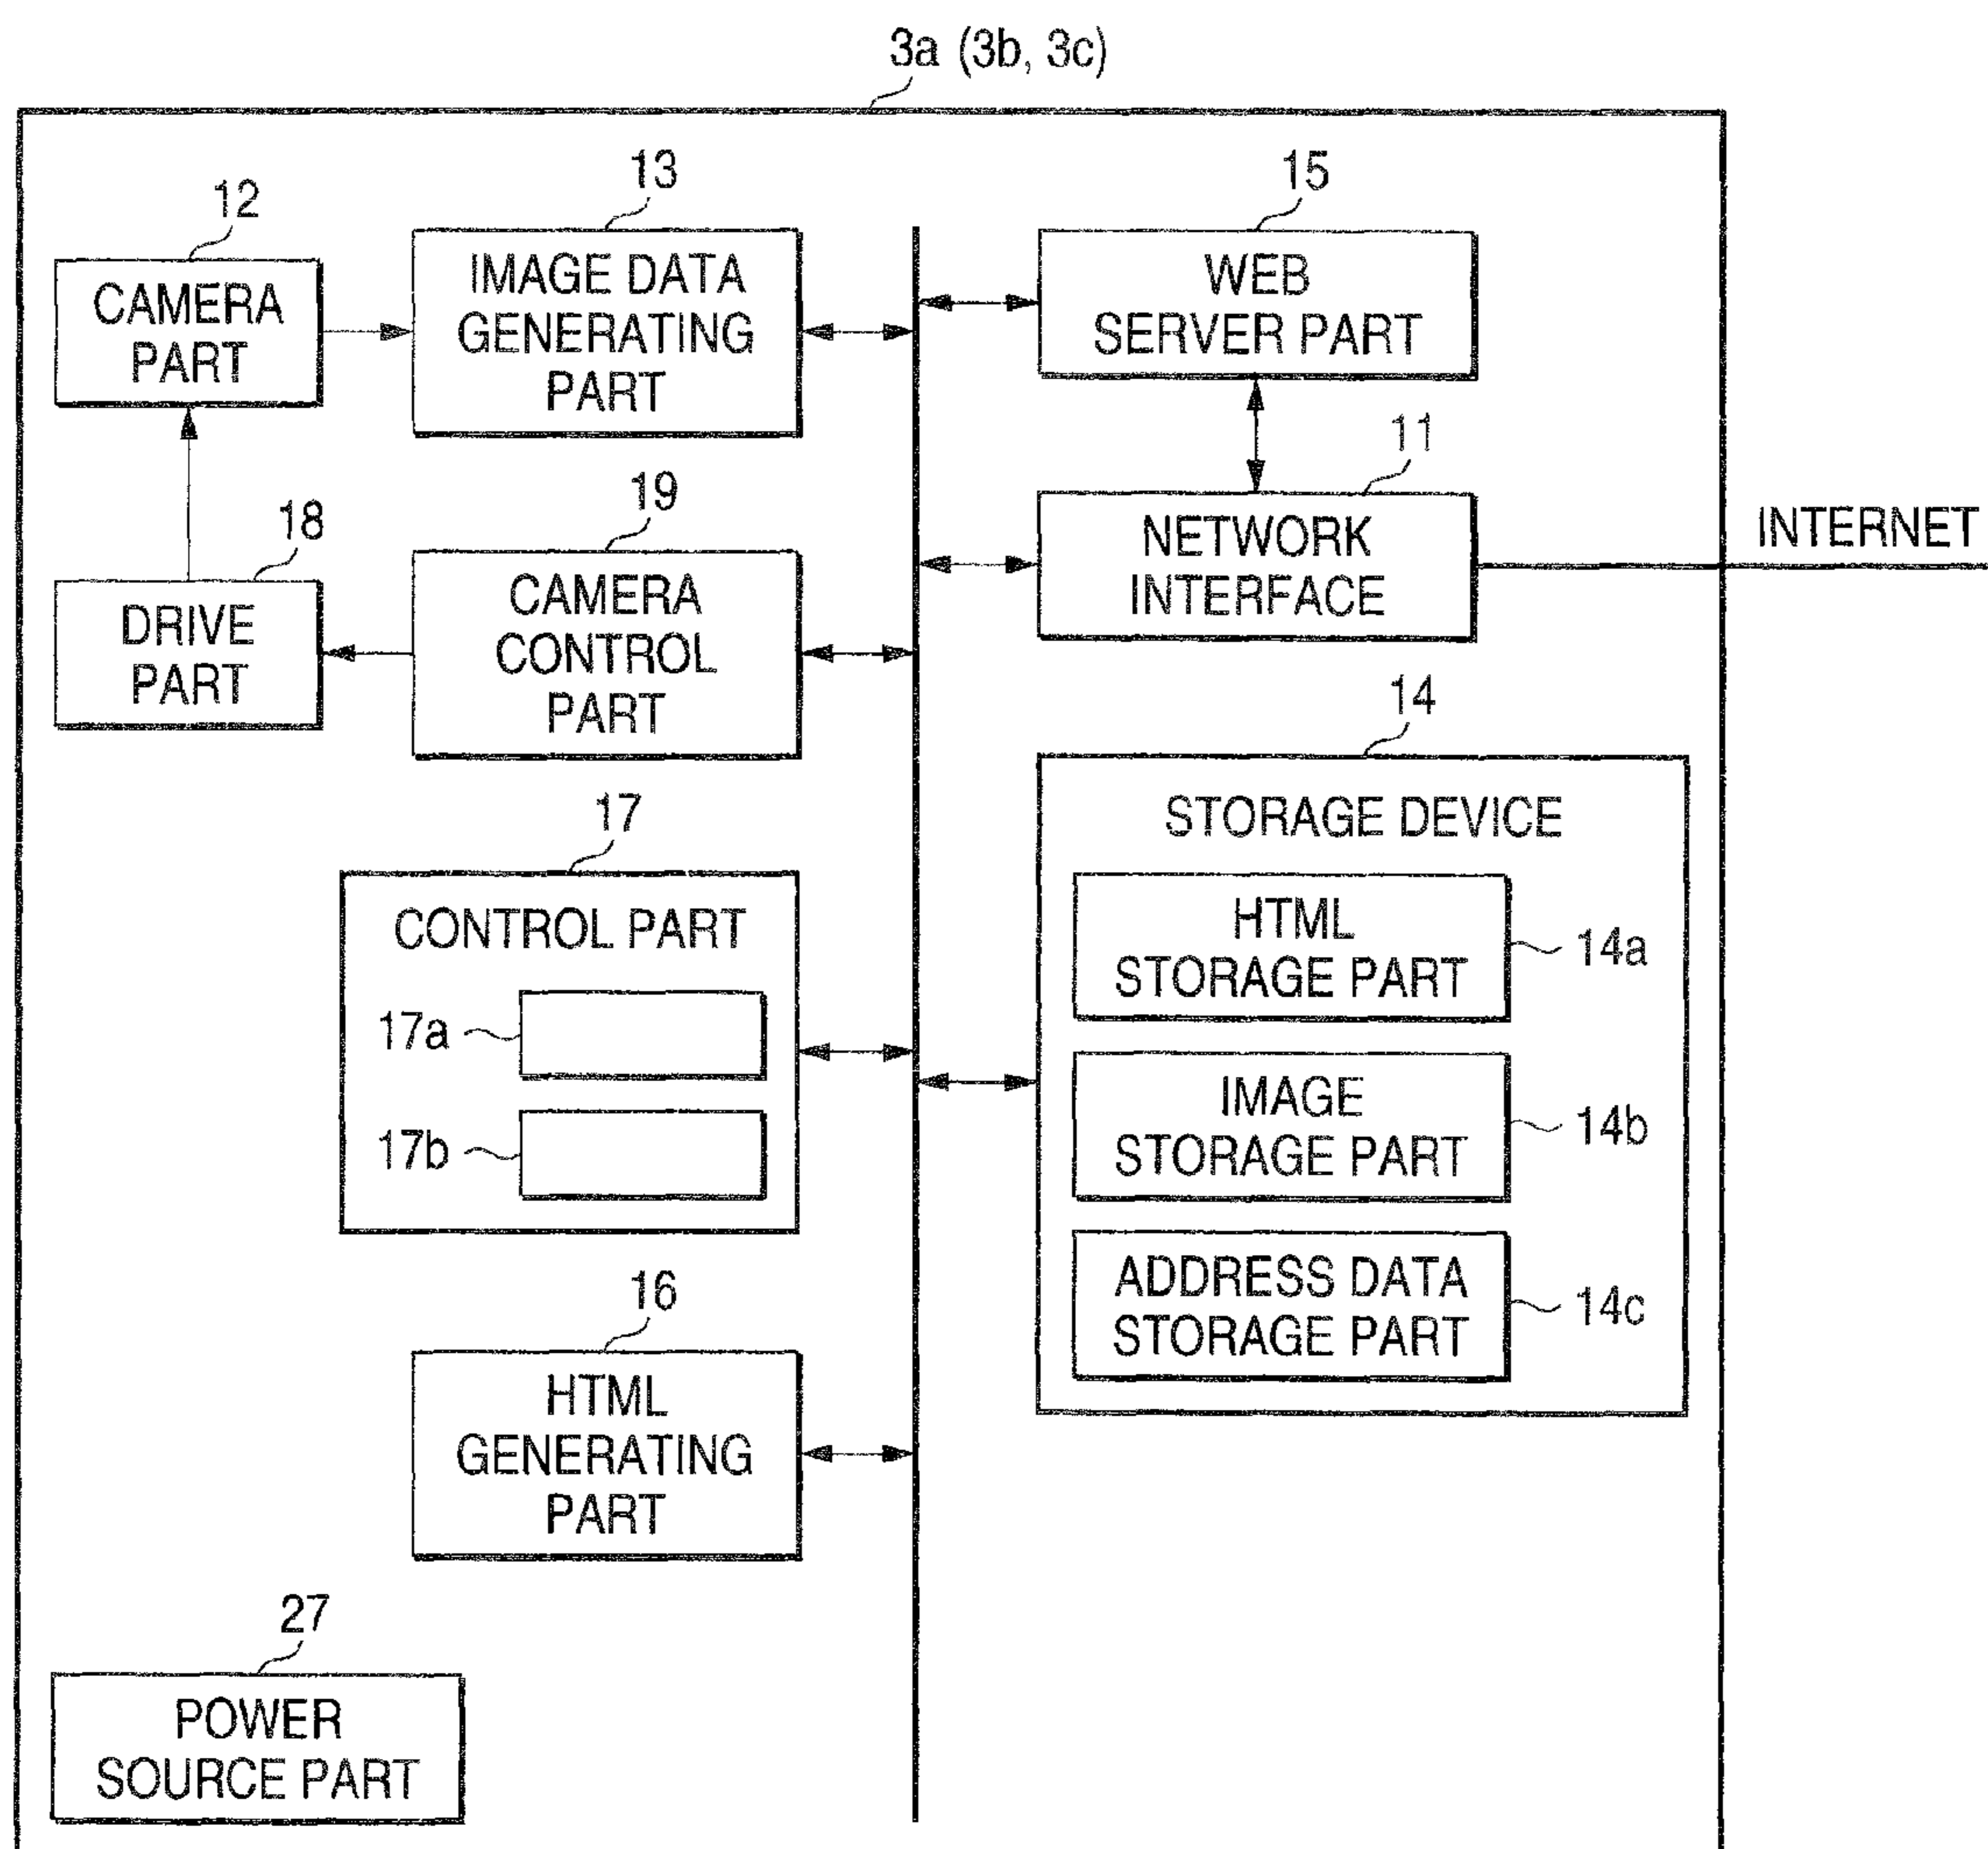 3a (3b, 3c)
12
CAMERA
PART
13
IMAGE DATA
GENERATING
PART
15
WEB
SERVER PART
11
NETWORK
INTERFACE
INTERNET
18
DRIVE
PART
19
CAMERA
CONTROL
PART
14
STORAGE DEVICE
HTML
STORAGE PART
14a
IMAGE
STORAGE PART
14b
ADDRESS DATA
STORAGE PART
14c
17
CONTROL PART
17a
17b
16
HTML
GENERATING
PART
27
POWER
SOURCE PART